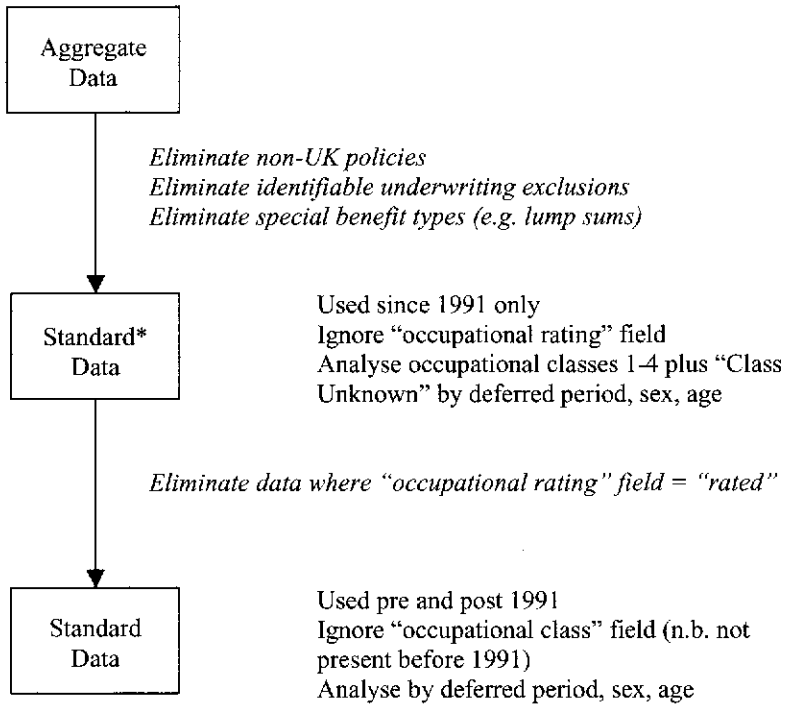 Aggregate
Data
Eliminate non-UK policies
Eliminate identifiable underwriting exclusions
Eliminate special benefit types (e.g. lump sums)
Standard*
Data
Used since 1991 only
Ignore “occupational rating” field
Analyse occupational classes 1-4 plus “Class
Unknown” by deferred period, sex, age
Eliminate data where “occupational rating” field = “rated”
Standard
Data
Used pre and post 1991
Ignore “occupational class” field (n.b. not
present before 1991)
Analyse by deferred period, sex, age